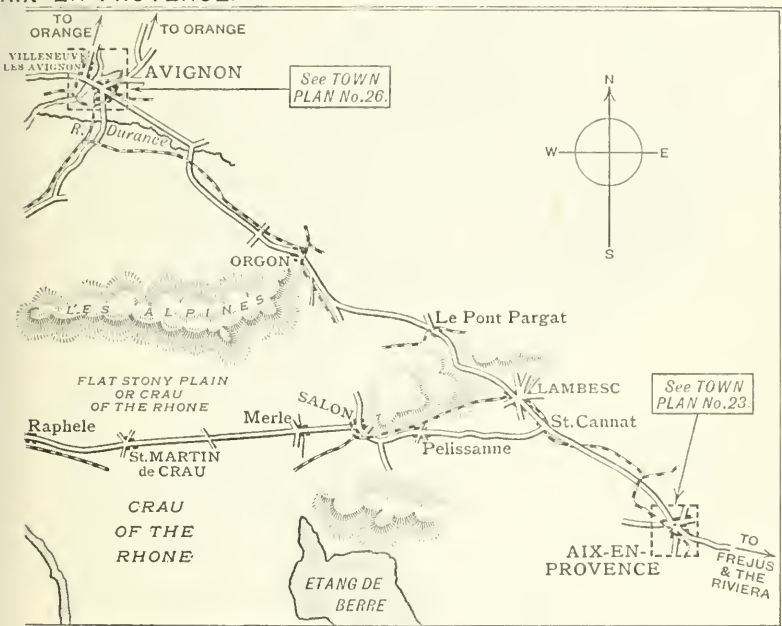 TO
ORANGE
TO ORANGE
VILLENEUVE
LES AVIGNON
AVIGNON
See TOWN
PLAN No.26.
R. Durance
N
W
E
S
ORGON
LES ALPINES
Le Pont Pargat
FLAT STONY PLAIN
OR CRAU
OF THE RHONE
SALON
LAMBESC
See TOWN
PLAN No.23.
Raphele
Merle
St. Cannat
St. MARTIN
de CRAU
Pelissanne
CRAU
OF THE
RHONE
ETANG DE
BERRE
AIX-EN-
PROVENCE
TO
FREJUS
& THE
RIVIERA